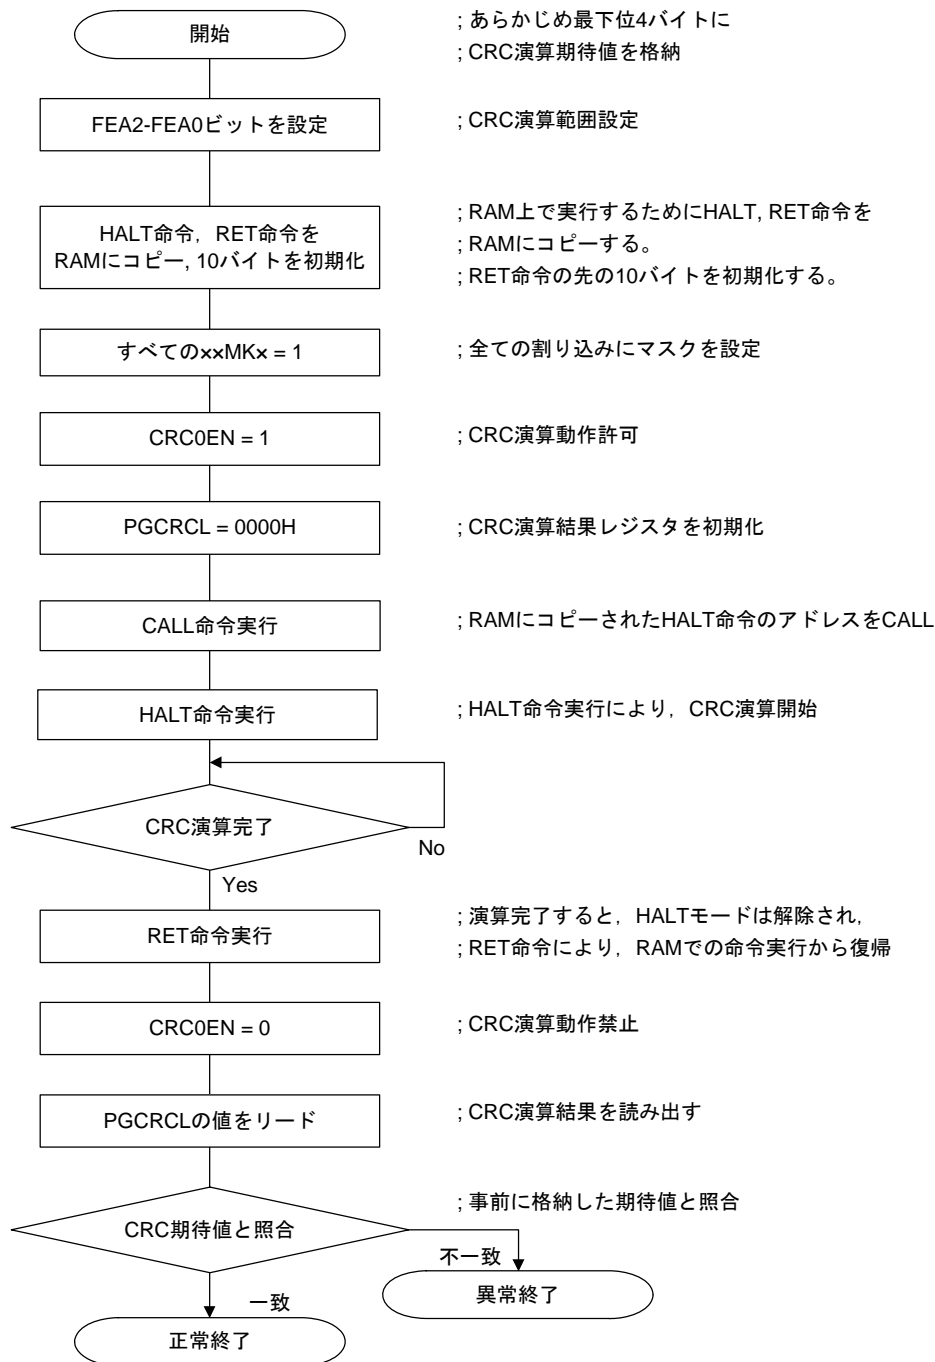 開始
; あらかじめ最下位4バイトに
; CRC演算期待値を格納
FEA2-FEA0ビットを設定
; CRC演算範囲設定
HALT命令，RET命令を
RAMにコピー, 10バイトを初期化
; RAM上で実行するためにHALT, RET命令を
; RAMにコピーする。
; RET命令の先の10バイトを初期化する。
すべての××MK× = 1
; 全ての割り込みにマスクを設定
CRC0EN = 1
; CRC演算動作許可
PGCRCL = 0000H
; CRC演算結果レジスタを初期化
CALL命令実行
; RAMにコピーされたHALT命令のアドレスをCALL
HALT命令実行
; HALT命令実行により，CRC演算開始
CRC演算完了
No
Yes
RET命令実行
; 演算完了すると，HALTモードは解除され，
; RET命令により，RAMでの命令実行から復帰
CRC0EN = 0
; CRC演算動作禁止
PGCRCLの値をリード
; CRC演算結果を読み出す
CRC期待値と照合
; 事前に格納した期待値と照合
不一致
異常終了
一致
正常終了